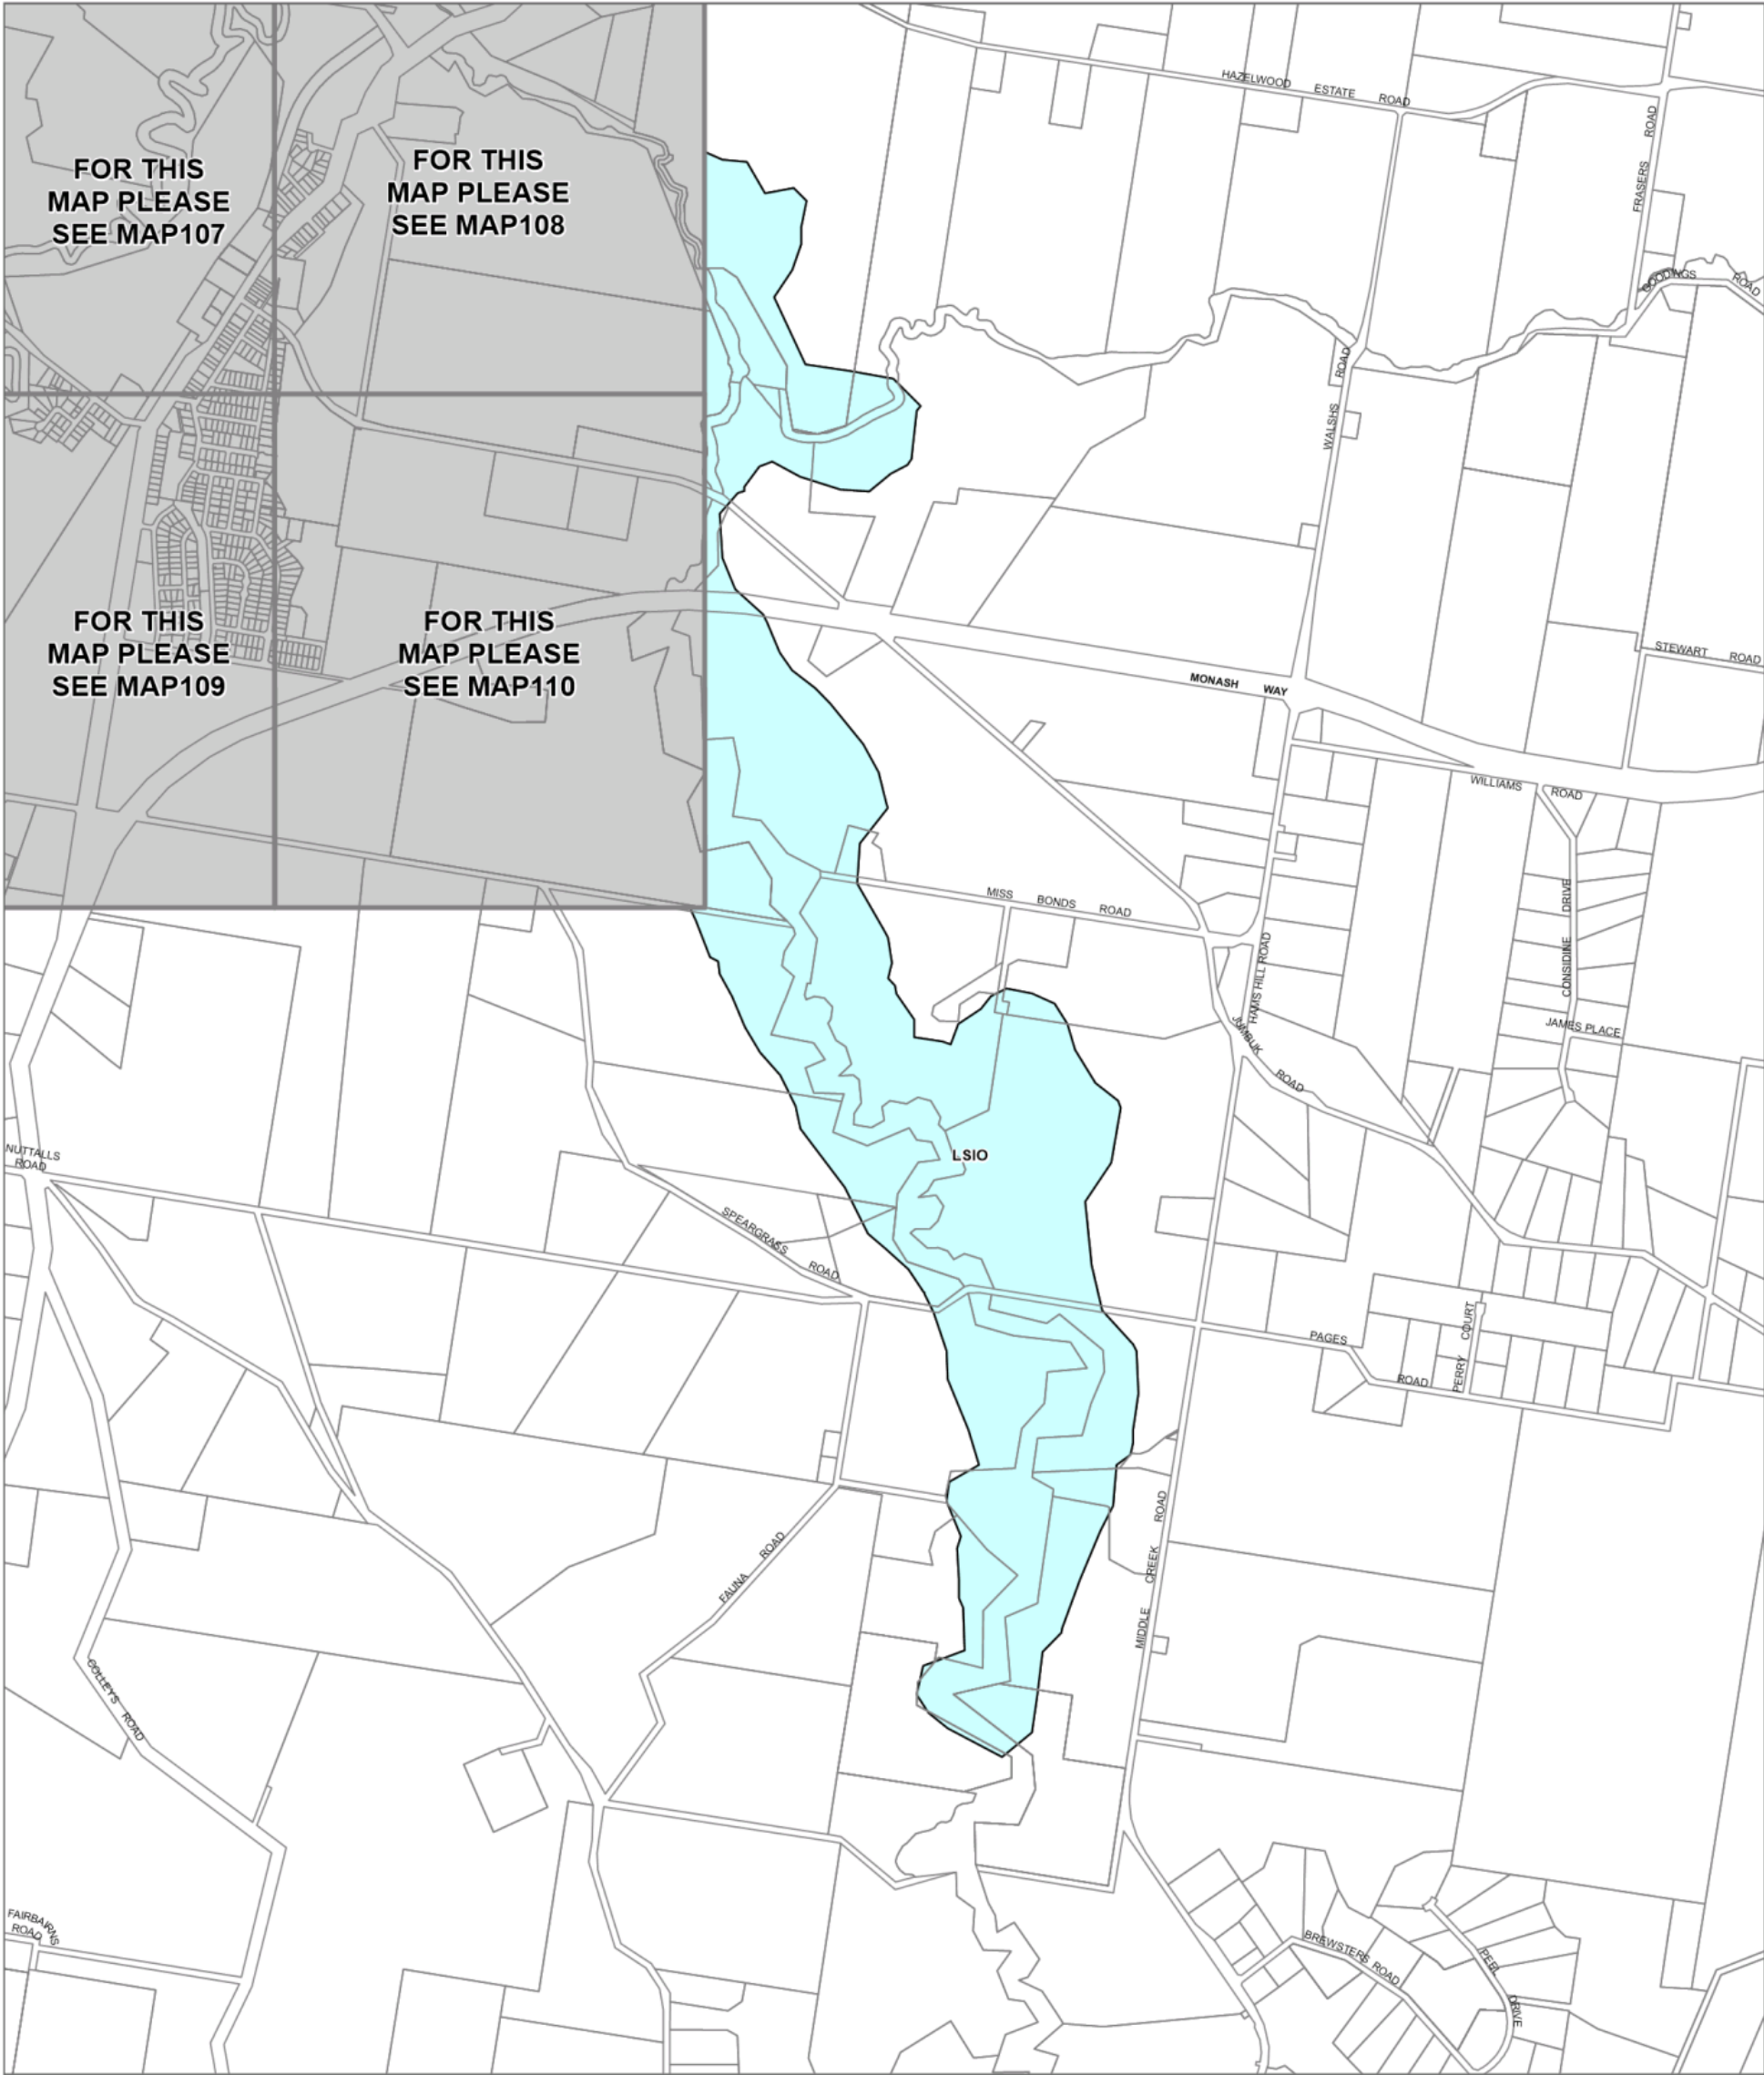 HAZELWOOD ESTATE ROAD
FRASERS ROAD
FOR THIS
MAP PLEASE
SEE MAP107
FOR THIS
MAP PLEASE
SEE MAP108
GOODINGS ROAD
WALSHS ROAD
FOR THIS
MAP PLEASE
SEE MAP109
FOR THIS
MAP PLEASE
SEE MAP110
STEWART ROAD
MONASH WAY
WILLIAMS ROAD
MISS BONDS ROAD
CONSIDINE DRIVE
HAMS HILL ROAD
JUMBUK ROAD
JAMES PLACE
NUTTALLS
ROAD
LSIO
SPEARGRASS ROAD
PAGES ROAD
PERRY COURT
FAUNA ROAD
MIDDLE CREEK ROAD
COLLEYS ROAD
FAIRBAIRNS
ROAD
BREWSTERS ROAD
PEEL DRIVE